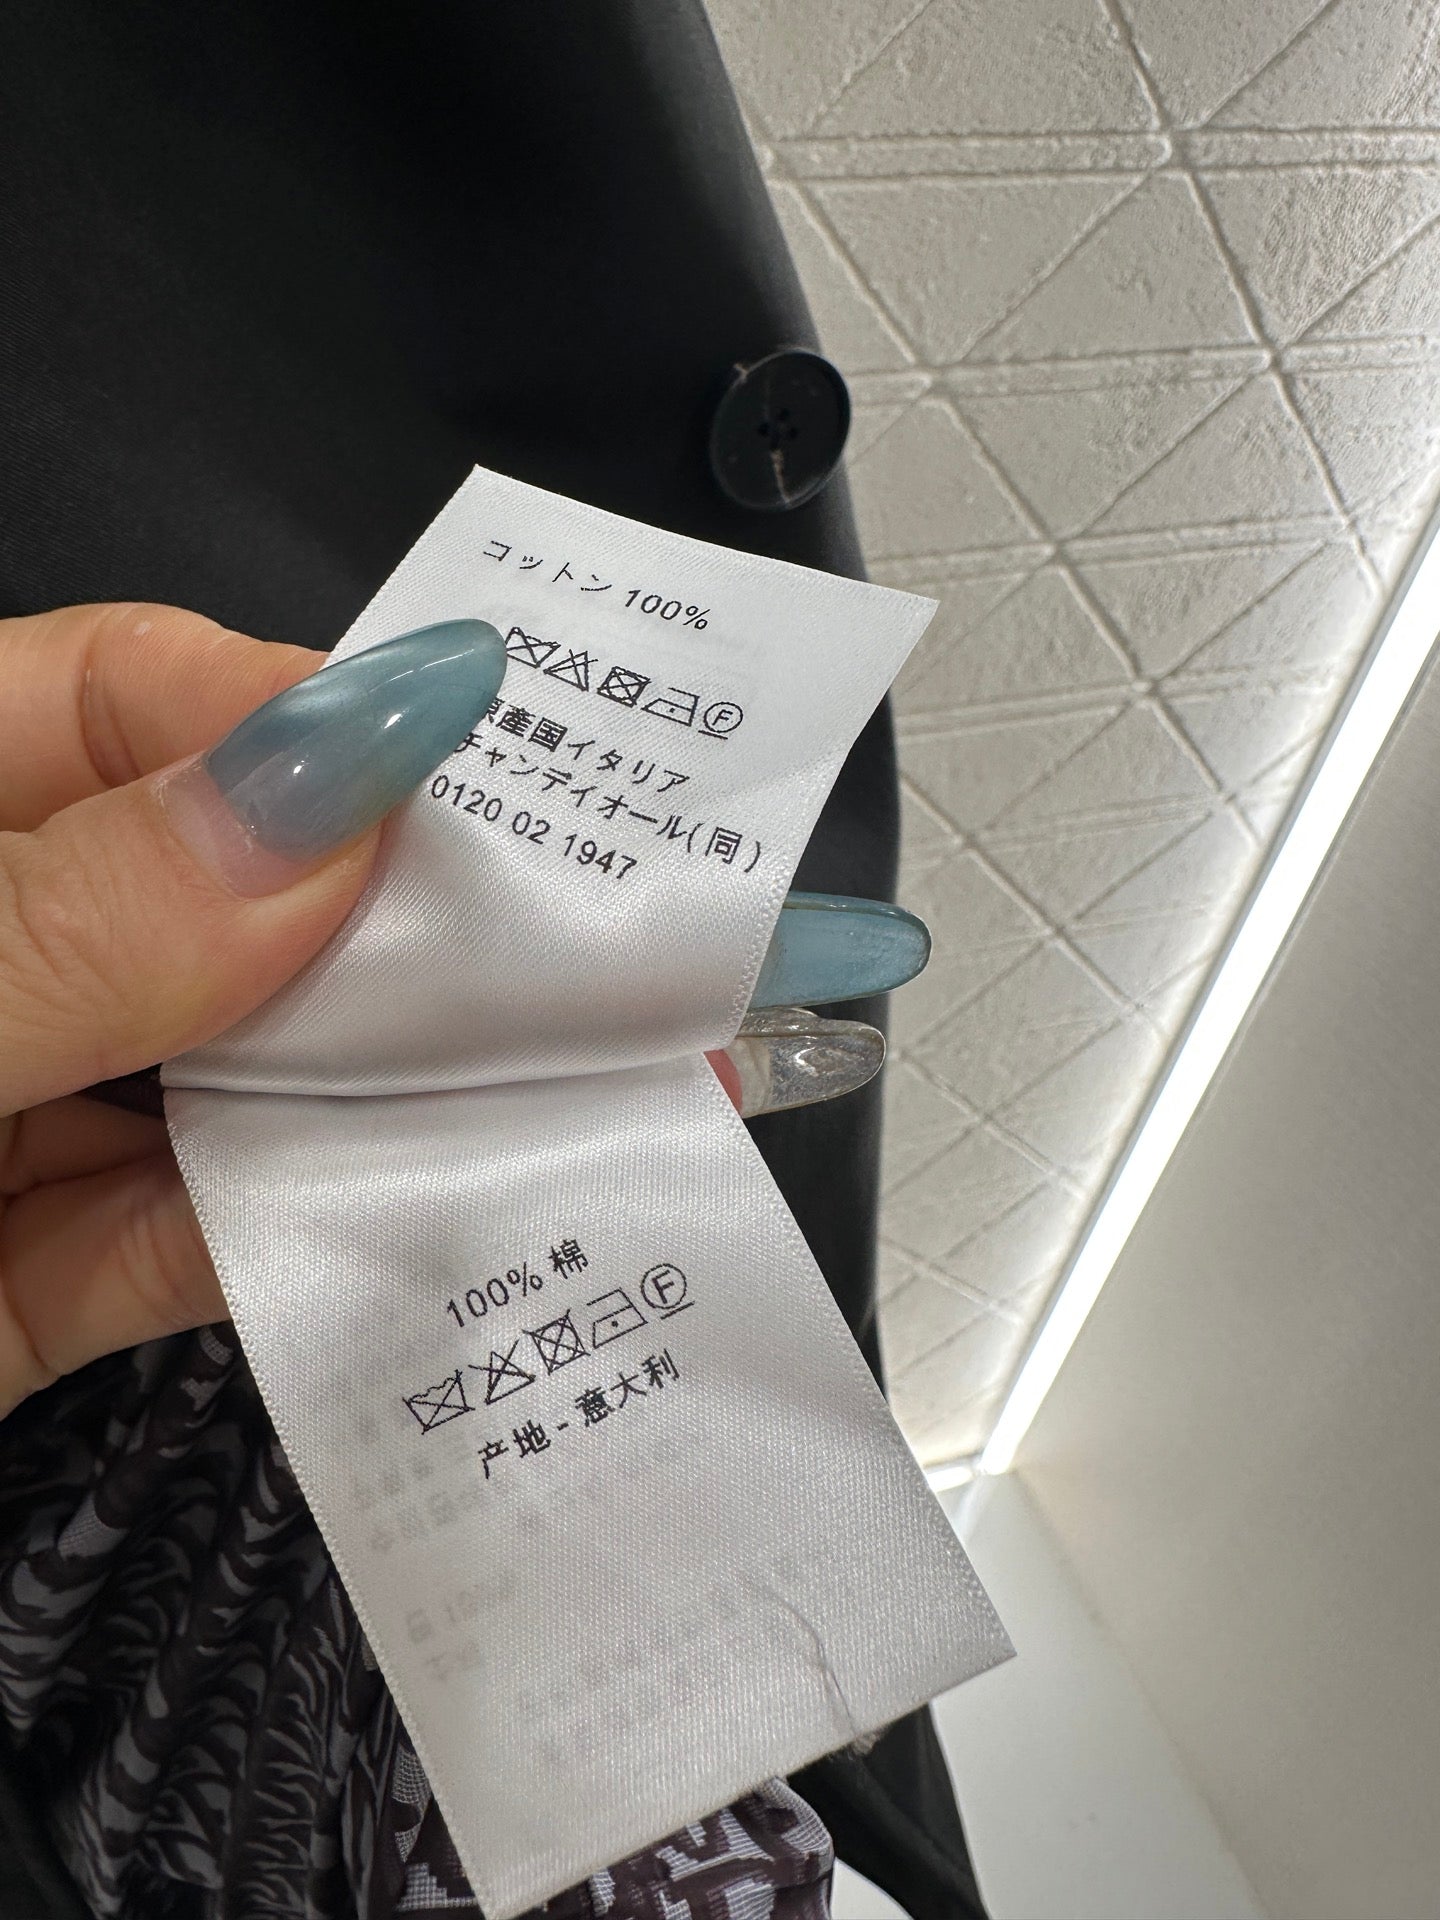 コットン 100%
Ⓕ
原産国イタリア
チャンディオール(同)
0120 02 1947
100% 棉
Ⓕ
产地 - 意大利